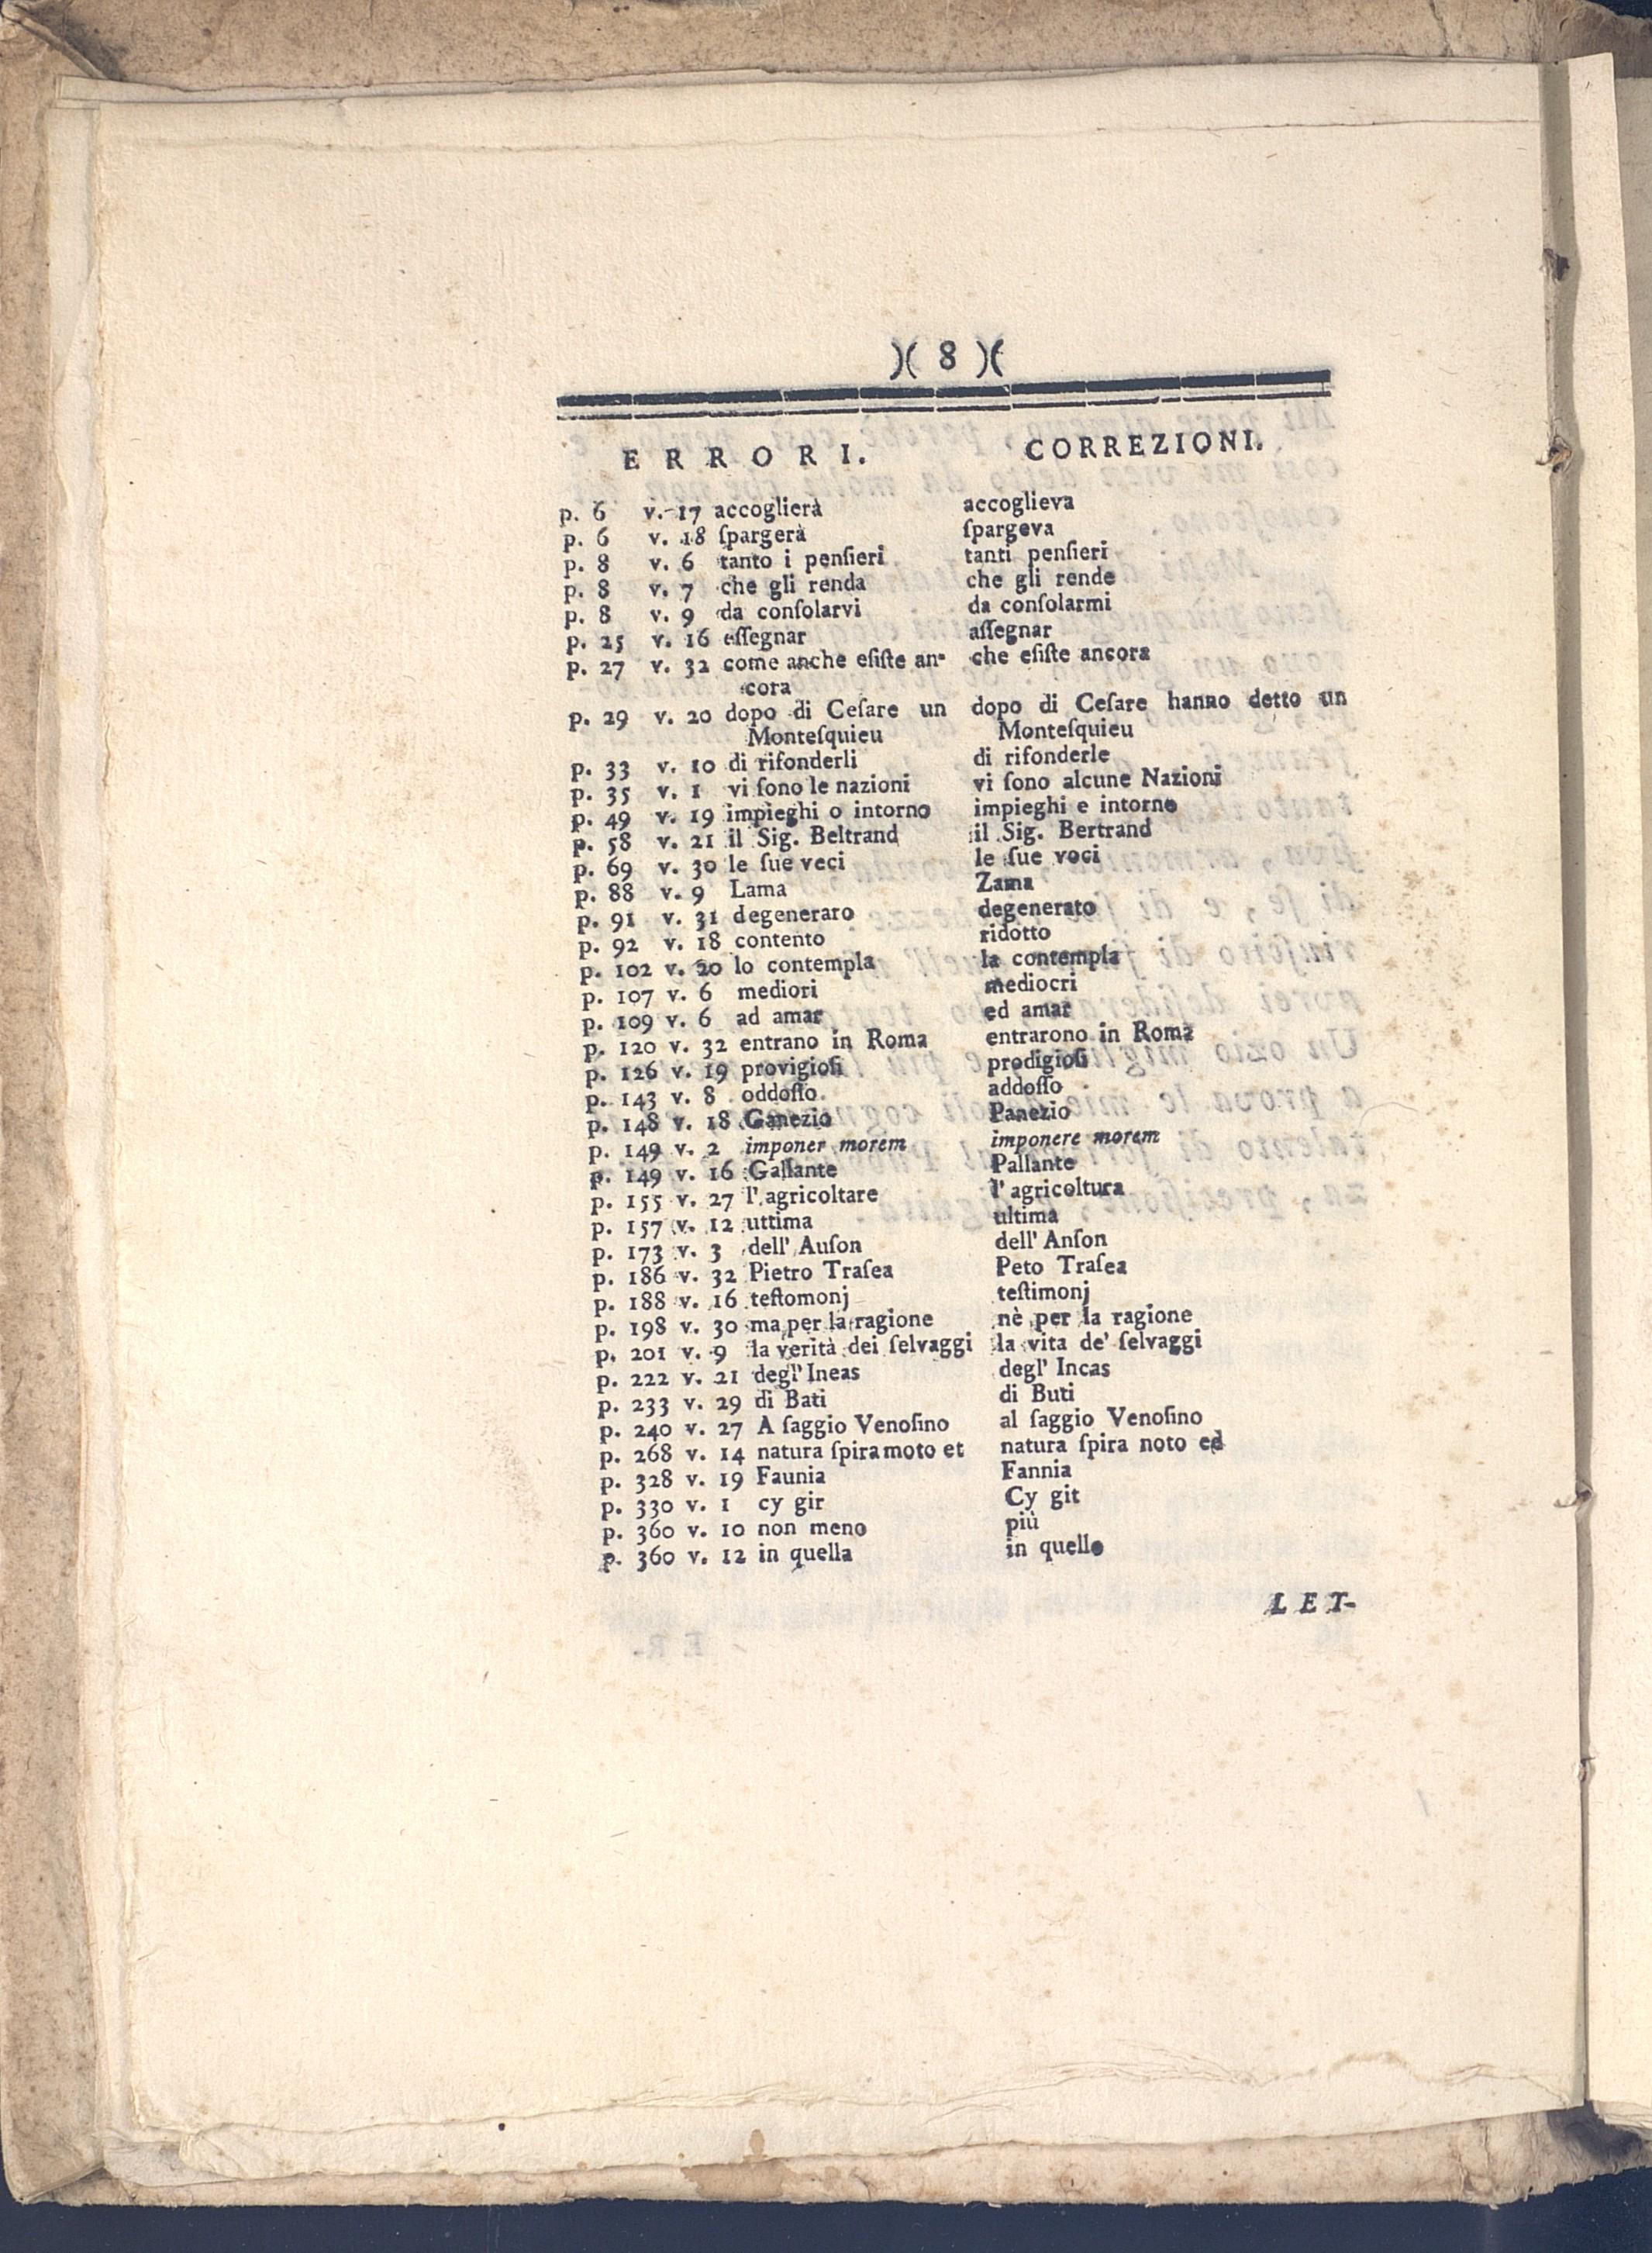 )( 8 )(
ERRORI. CORREZIONI.
p. 6 v. 17 accoglierà accoglieva
p. 6 v. 18 ſpargerà ſpargeva
p. 8 v. 6 tanto i penſieri tanti penſieri
p. 8 v. 7 che gli renda che gli rende
p. 8 v. 9 da conſolarvi da conſolarmi
p. 25 v. 16 eſſegnar aſſegnar
p. 27 v. 32 come anche eſiſte an- che eſiſte ancora
cora
p. 29 v. 20 dopo di Ceſare un dopo di Ceſare hanno detto un
Monteſquieu Monteſquieu
p. 33 v. 10 di rifonderli di rifonderle
p. 35 v. 1 vi ſono le nazioni vi ſono alcune Nazioni
p. 49 v. 19 impieghi o intorno impieghi e intorno
p. 58 v. 21 il Sig. Beltrand il Sig. Bertrand
p. 69 v. 30 le ſue veci le ſue voci
p. 88 v. 9 Lama Zama
p. 91 v. 31 degeneraro degenerato
p. 92 v. 18 contento ridotto
p. 102 v. 20 lo contempla la contempla
p. 107 v. 6 mediori mediocri
p. 109 v. 6 ad amar ed amar
p. 120 v. 32 entrano in Roma entrarono in Roma
p. 126 v. 19 provigioſi prodigioſi
p. 143 v. 8 oddoſſo addoſſo
p. 148 v. 18 Ganezio Panezio
p. 149 v. 2 imponer morem imponere morem
p. 149 v. 16 Gallante Pallante
p. 155 v. 27 l'agricoltare l'agricoltura
p. 157 v. 12 uttima ultima
p. 173 v. 3 dell' Auſon dell' Anſon
p. 186 v. 32 Pietro Traſea Peto Traſea
p. 188 v. 16 teſtomonj teſtimonj
p. 198 v. 30 ma per la ragione nè per la ragione
p. 201 v. 9 la verità dei ſelvaggi la vita de' ſelvaggi
p. 222 v. 21 degl' Ineas degl' Incas
p. 233 v. 29 di Bati di Buti
p. 240 v. 27 A ſaggio Venoſino al ſaggio Venoſino
p. 268 v. 14 natura ſpira moto et natura ſpira noto ed
p. 328 v. 19 Faunia Fannia
p. 330 v. 1 cy gir Cy git
p. 360 v. 10 non meno più
p. 360 v. 12 in quella in quello
LET-